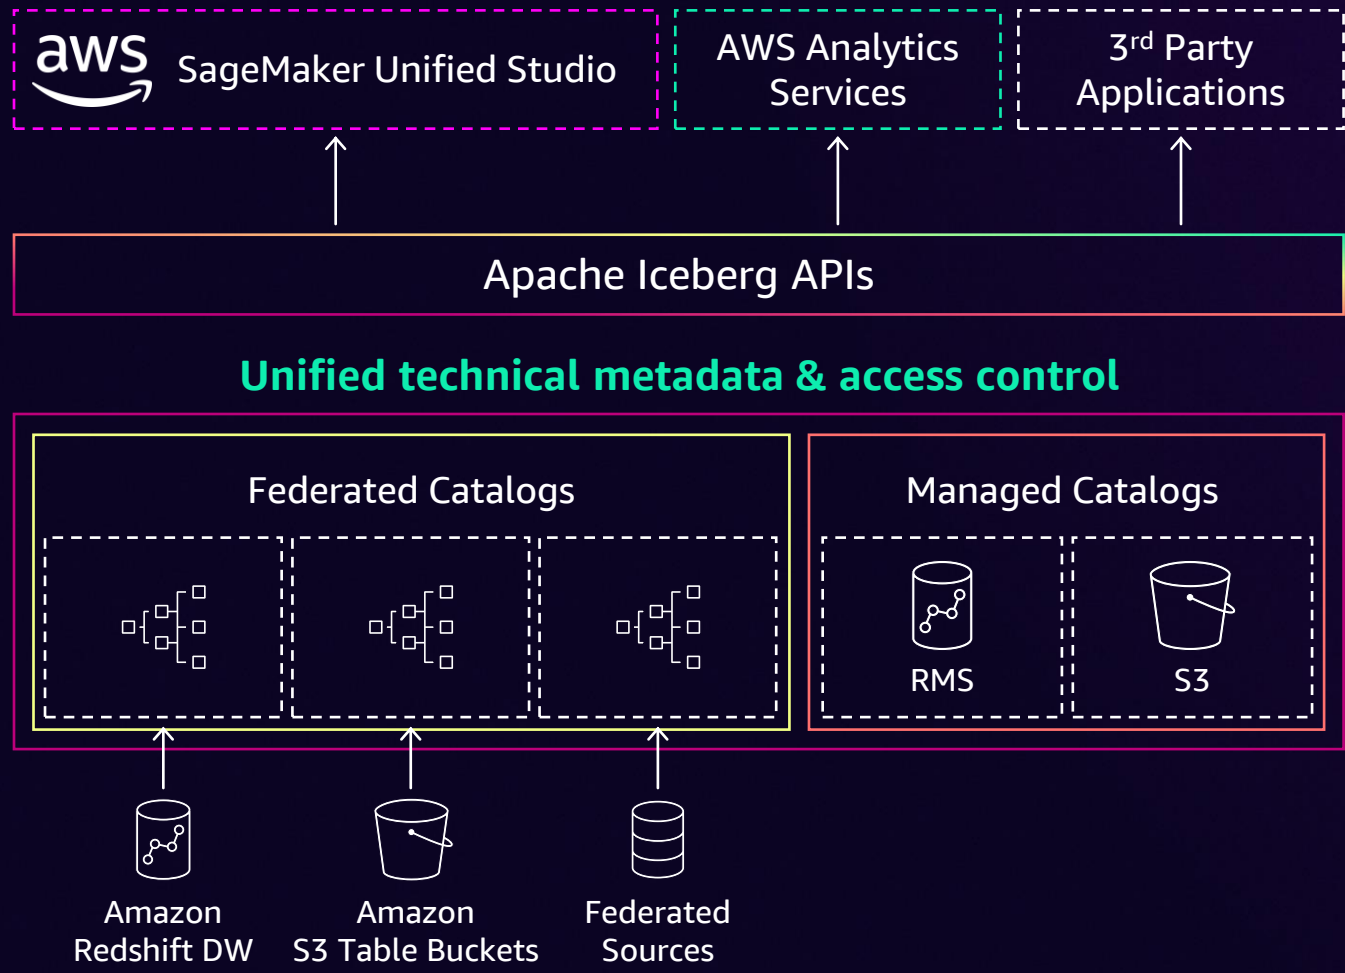 aws
SageMaker Unified Studio
AWS Analytics
Services
3rd Party
Applications
Apache Iceberg APIs
Unified technical metadata & access control
Federated Catalogs
Managed Catalogs
RMS
S3
Amazon
Redshift DW
Amazon
S3 Table Buckets
Federated
Sources